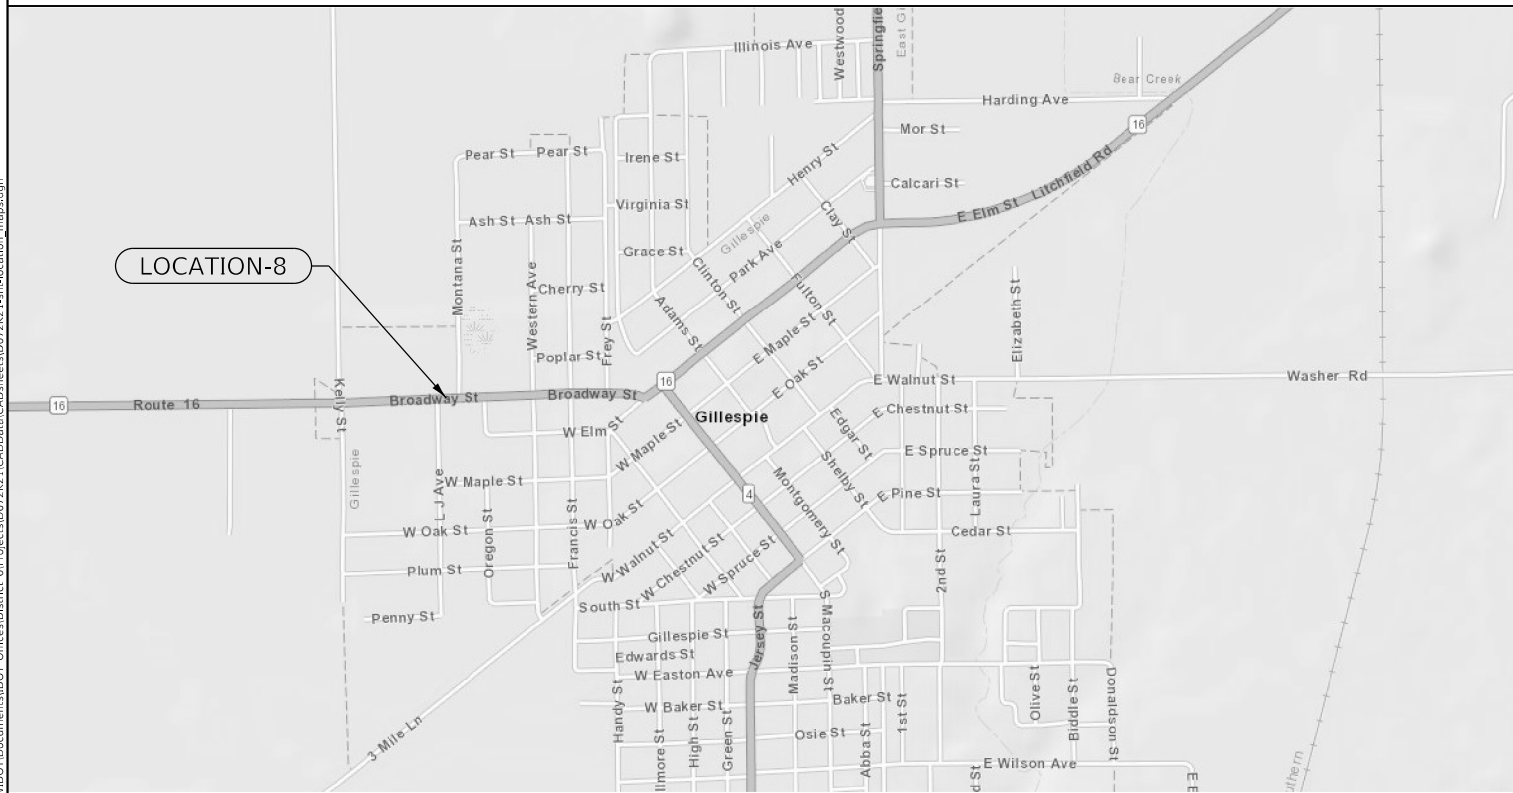 Illinois Ave
Westwood
East Gi
Bear Creek
Harding Ave
Mor St
16
Pear St
Pear St
Irene St
Henry St
Litchfield Rd
Calcari St
Virginia St
Ash St
Ash St
Clay St
E Elm St
Gillespie
Grace St
Park Ave
LOCATION-8
Montana St
Western Ave
Cherry St
Clinton St
Fulton St
Adams St
Elizabeth St
Frey St
E Maple St
Poplar St
E Oak St
16
E Walnut St
Washer Rd
Kelly St
16
Route 16
Broadway St
Broadway St
Gillespie
E Chestnut St
Edgar St
W Elm St
W Maple St
E Spruce St
Shelby St
Gillespie
L J Ave
W Maple St
Montgomery St
4
E Pine St
Laura St
W Oak St
W Oak St
Oregon St
Francis St
Cedar St
W Walnut St
W Chestnut St
W Spruce St
Plum St
2nd St
South St
Penny St
Jersey St
Madison St
S Macoupin St
Gillespie St
Edwards St
W Easton Ave
Handy St
W Baker St
Baker St
1st St
Olive St
Biddle St
Donaldson St
3 Mile Ln
High St
Green St
Osie St
Abba St
E Wilson Ave